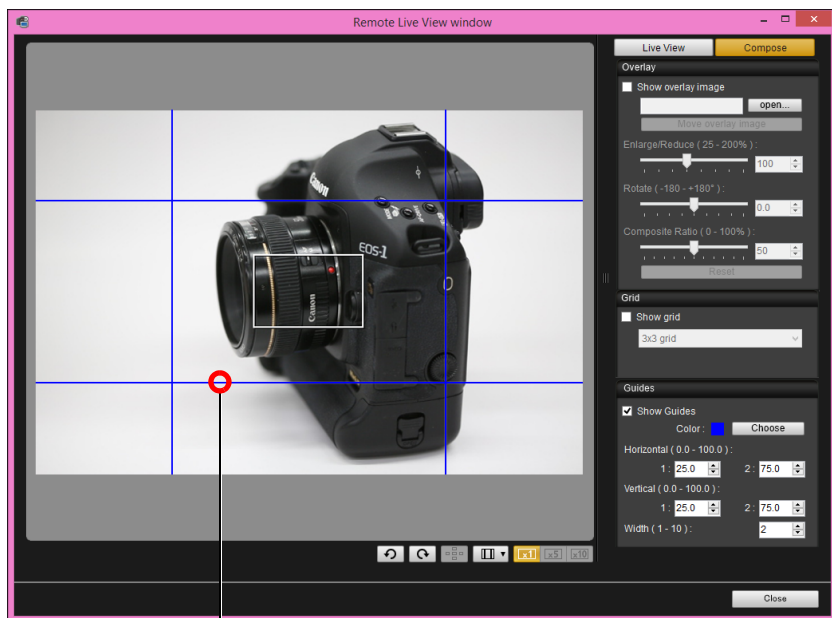 Remote Live View window
Live View Compose
Overlay
Show overlay image
open...
Move overlay image
Enlarge/Reduce ( 25 - 200% ) :
100
Rotate ( -180 - +180° ) :
0.0
Composite Ratio ( 0 - 100% ) :
50
Reset
Grid
Show grid
3x3 grid
Guides
Show Guides
Color : Choose
Horizontal ( 0.0 - 100.0 ) :
1 : 25.0 2 : 75.0
Vertical ( 0.0 - 100.0 ) :
1 : 25.0 2 : 75.0
Width ( 1 - 10 ) : 2
Canon
EOS-1
Canon
x1 x5 x10
Close